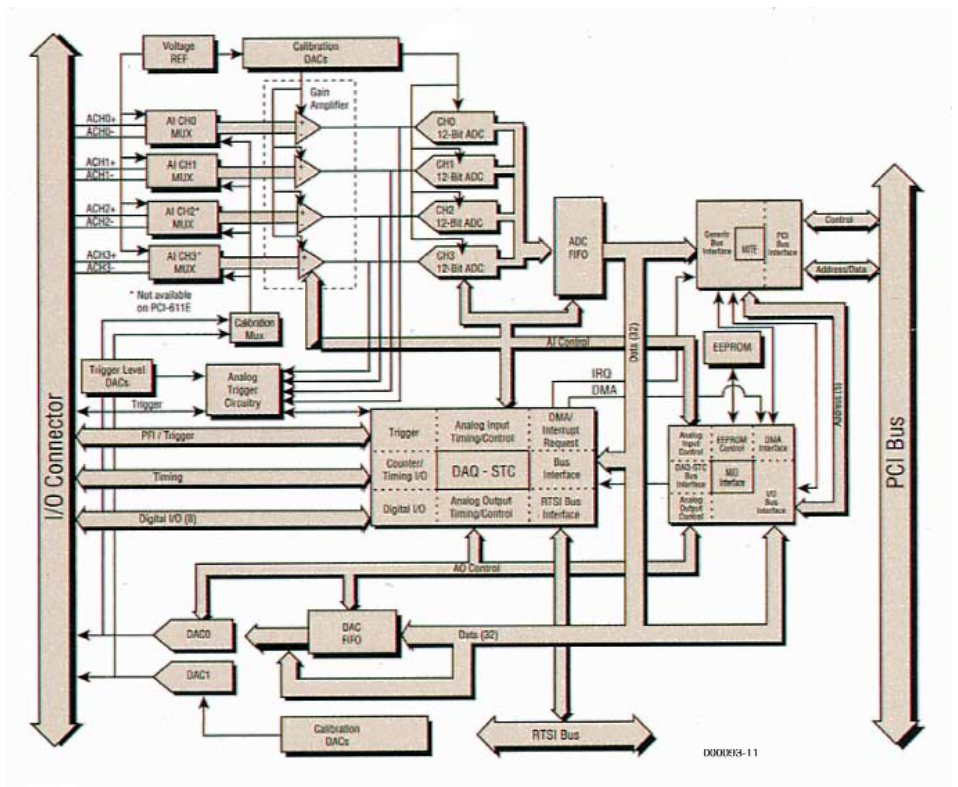 Voltage
REF
Calibration
DACs
Gain
Amplifier
ACH0+
ACH0-
AI CH0
MUX
+
-
CH0
12-Bit ADC
ACH1+
ACH1-
AI CH1
MUX
+
-
CH1
12-Bit ADC
ACH2+
ACH2-
AI CH2*
MUX
+
-
CH2
12-Bit ADC
ACH3+
ACH3-
AI CH3*
MUX
+
-
CH3
12-Bit ADC
ADC
FIFO
Generic
Bus
Interface
MITE
PCI
Bus
Interface
Control
Address/Data
* Not available
on PCI-611E
Calibration
Mux
AI Control
Data (32)
EEPROM
Address (5)
Trigger Level
DACs
Analog
Trigger
Circuitry
Trigger
IRQ
DMA
I/O Connector
PCI Bus
PFI / Trigger
Timing
Digital I/O (8)
Trigger
Analog Input
Timing/Control
DMA/
Interrupt
Request
Counter/
Timing I/O
DAQ - STC
Bus
Interface
Digital I/O
Analog Output
Timing/Control
RTSI Bus
Interface
Analog
Input
Control
EEPROM
Control
DMA
Interface
DAQ-STC
Bus
Interface
MIO
Interface
Analog
Output
Control
I/O
Bus
Interface
AO Control
DAC0
DAC
FIFO
Data (32)
DAC1
Calibration
DACs
RTSI Bus
000093-11